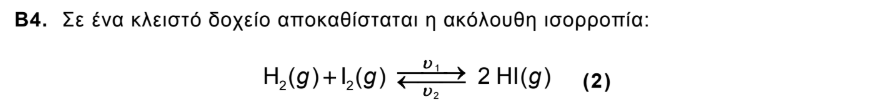 B4. Σε ένα κλειστό δοχείο αποκαθίσταται η ακόλουθη ισορροπία:
H₂(g)+I₂(g) ⇄ 2 HI(g) (2)
υ₁
υ₂